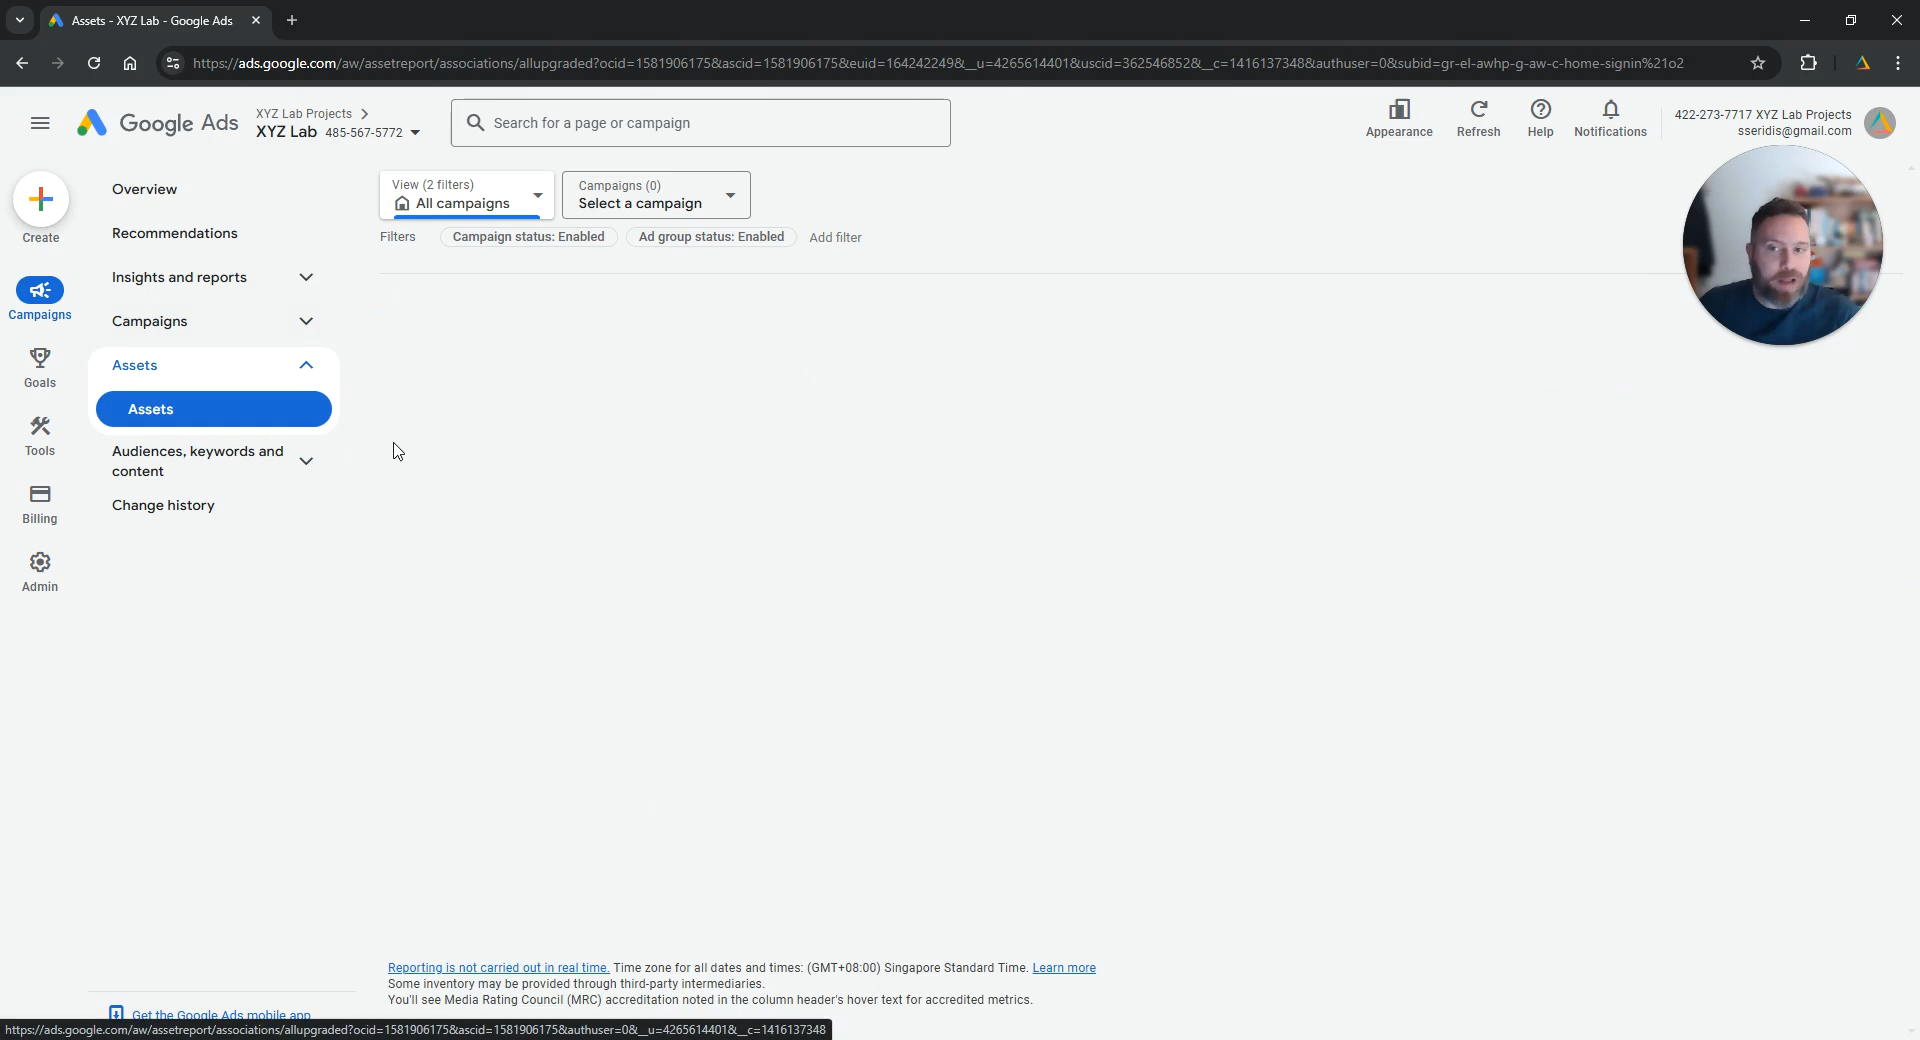 Assets - XYZ Lab - Google Ads
https://ads.google.com/aw/assetreport/associations/allupgraded?ocid=1581906175&ascid=1581906175&euid=164242249&__u=4265614401&uscid=362546852&__c=1416137348&authuser=0&subid=gr-el-awhp-g-aw-c-home-signin%21o2
Google Ads
XYZ Lab Projects
XYZ Lab 485-567-5772
Search for a page or campaign
Appearance
Refresh
Help
Notifications
422-273-7717 XYZ Lab Projects
sseridis@gmail.com
Create
Campaigns
Goals
Tools
Billing
Admin
Overview
Recommendations
Insights and reports
Campaigns
Assets
Assets
Audiences, keywords and
content
Change history
View (2 filters)
All campaigns
Campaigns (0)
Select a campaign
Filters
Campaign status: Enabled
Ad group status: Enabled
Add filter
Reporting is not carried out in real time. Time zone for all dates and times: (GMT+08:00) Singapore Standard Time. Learn more
Some inventory may be provided through third-party intermediaries.
You'll see Media Rating Council (MRC) accreditation noted in the column header's hover text for accredited metrics.
Get the Google Ads mobile app
https://ads.google.com/aw/assetreport/associations/allupgraded?ocid=1581906175&ascid=1581906175&authuser=0&__u=4265614401&__c=1416137348